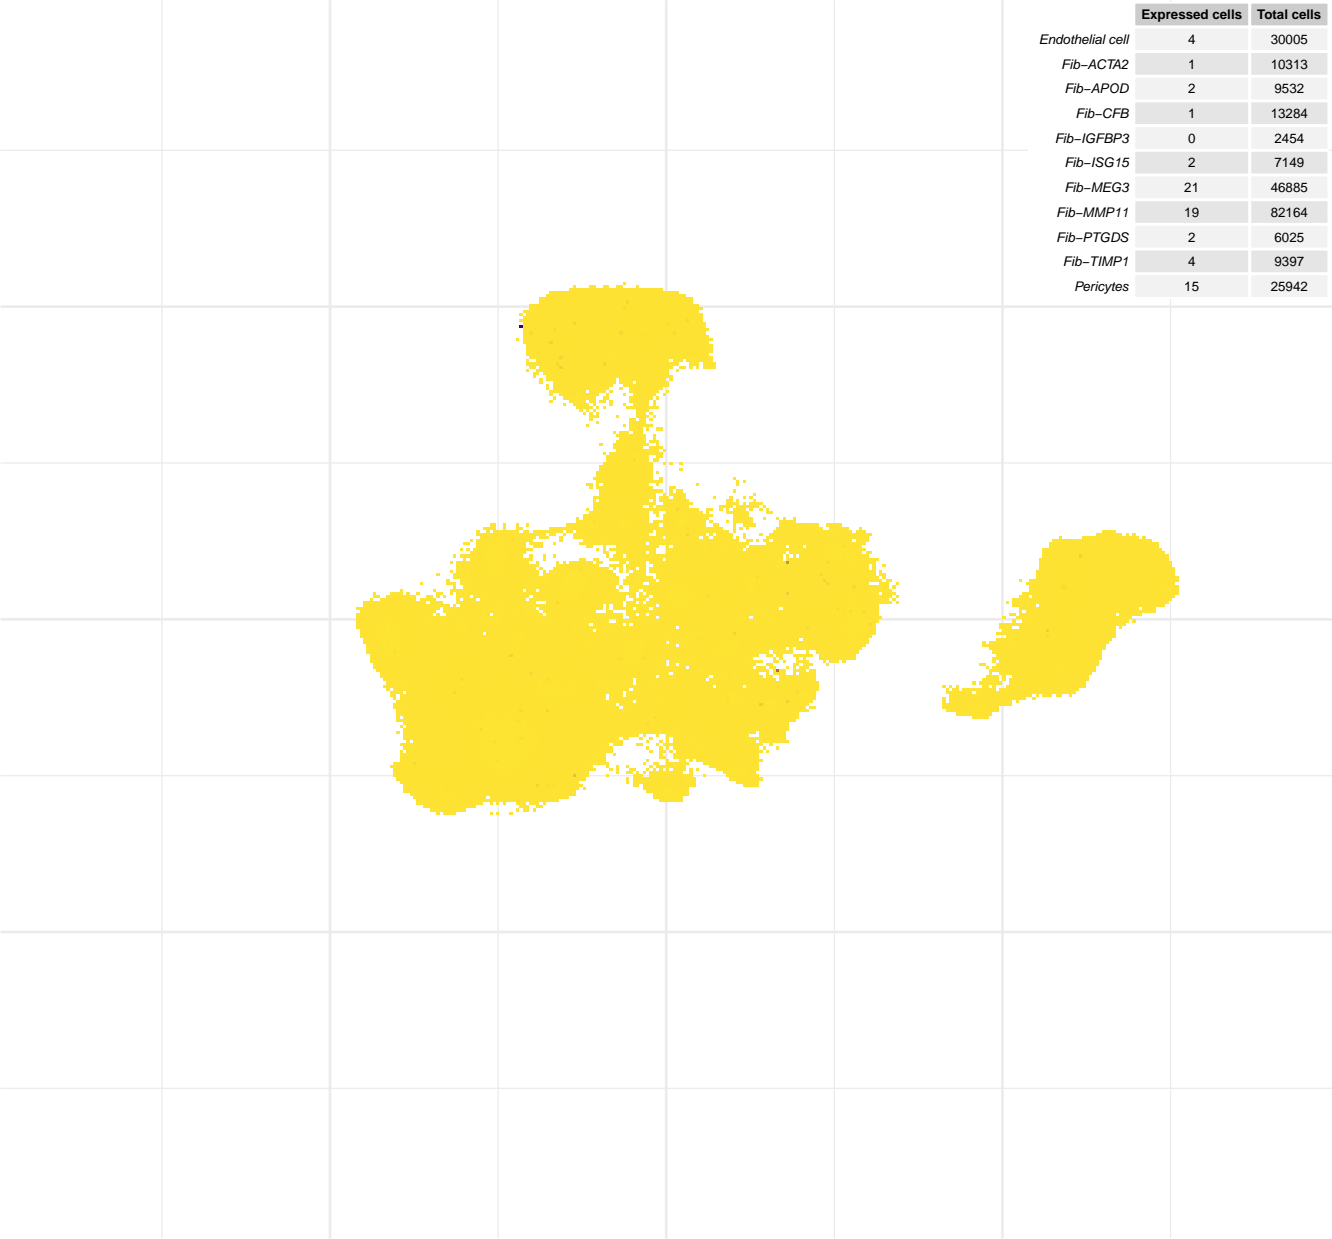 Expressed cells Total cells
Endothelial cell 4 30005
Fib−ACTA2 1 10313
Fib−APOD 2 9532
Fib−CFB 1 13284
Fib−IGFBP3 0 2454
Fib−ISG15 2 7149
Fib−MEG3 21 46885
Fib−MMP11 19 82164
Fib−PTGDS 2 6025
Fib−TIMP1 4 9397
Pericytes 15 25942